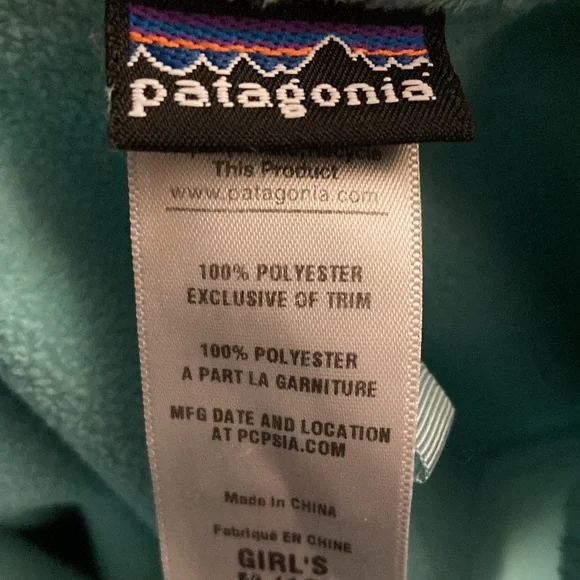 patagonia
This Product
www.patagonia.com
100% POLYESTER
EXCLUSIVE OF TRIM
100% POLYESTER
A PART LA GARNITURE
MFG DATE AND LOCATION
AT PCPSIA.COM
Made in CHINA
Fabriqué EN CHINE
GIRL'S